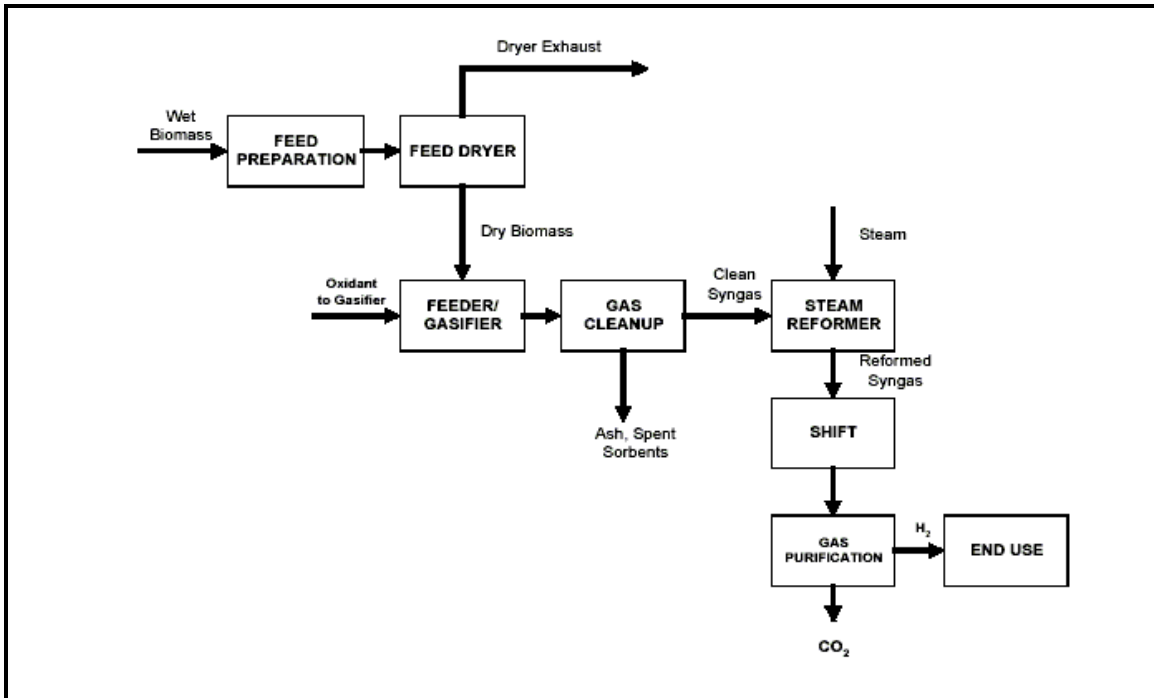 Dryer Exhaust
Wet
Biomass
FEED
PREPARATION
FEED DRYER
Dry Biomass
Steam
Oxidant
to Gasifier
FEEDER/
GASIFIER
GAS
CLEANUP
Clean
Syngas
STEAM
REFORMER
Reformed
Syngas
Ash, Spent
Sorbents
SHIFT
GAS
PURIFICATION
H₂
END USE
CO₂